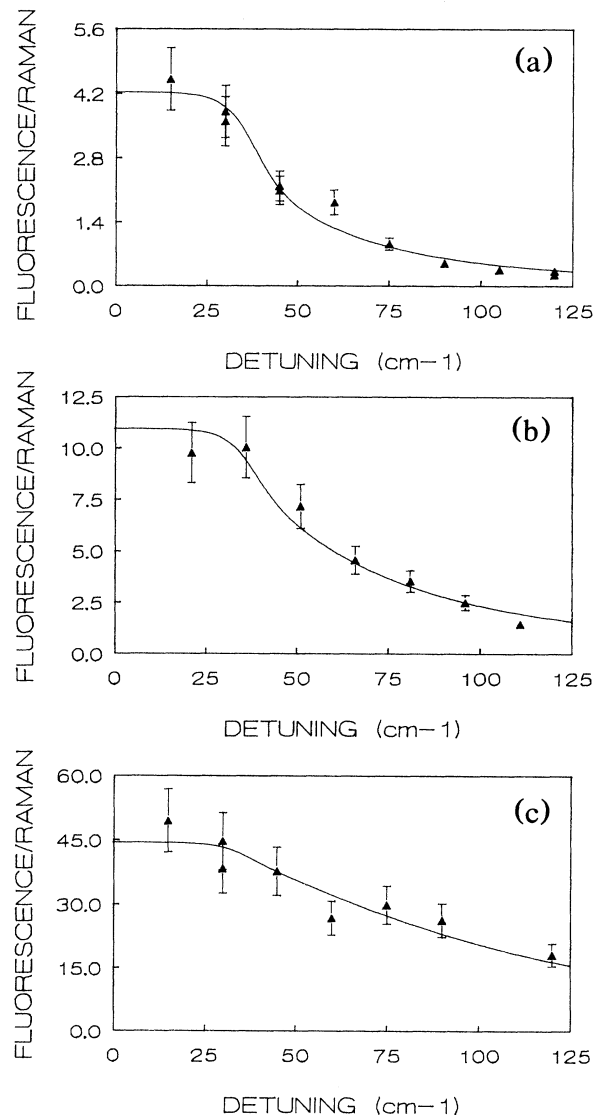 FLUORESCENCE/RAMAN
5.6
4.2
2.8
1.4
0.0
(a)
0 25 50 75 100 125
DETUNING (cm-1)
FLUORESCENCE/RAMAN
12.5
10.0
7.5
5.0
2.5
0.0
(b)
0 25 50 75 100 125
DETUNING (cm-1)
FLUORESCENCE/RAMAN
60.0
45.0
30.0
15.0
0.0
(c)
0 25 50 75 100 125
DETUNING (cm-1)